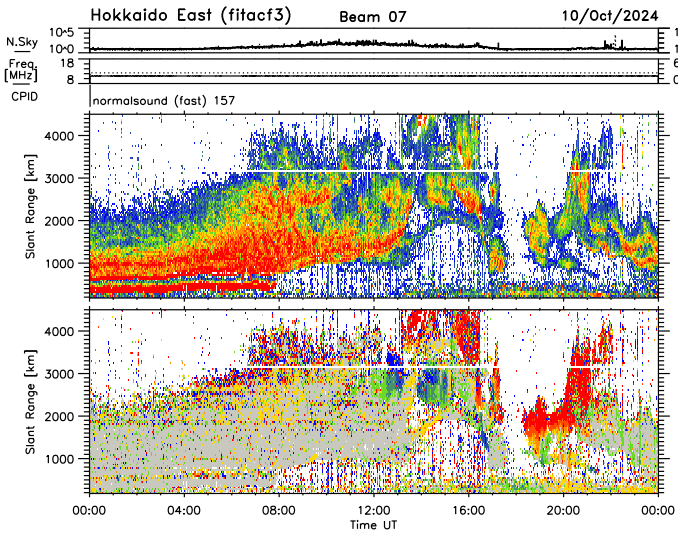 Hokkaido East (fitacf3) Beam 07 10/Oct/2024
N.Sky 10+5 10+0
Freq. [MHz] 18 8 6 0
CPID normalsound (fast) 157
Slant Range [km]
4000
3000
2000
1000
Slant Range [km]
4000
3000
2000
1000
00:00 04:00 08:00 12:00 16:00 20:00 00:00
Time UT